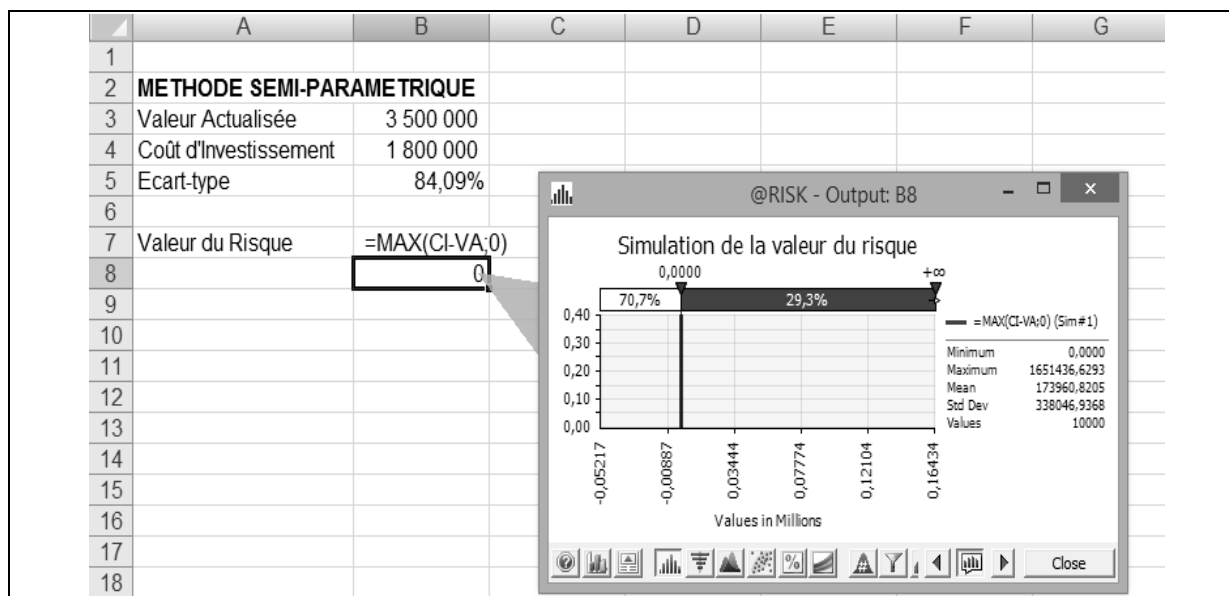 A B C D E F G
1
2 METHODE SEMI-PARAMETRIQUE
3 Valeur Actualisée 3 500 000
4 Coût d'Investissement 1 800 000
5 Ecart-type 84,09%
6
7 Valeur du Risque =MAX(CI-VA;0)
8 0
9
10
11
12
13
14
15
16
17
18
@RISK - Output: B8
Simulation de la valeur du risque
0,0000 +∞
70,7% 29,3%
0,40
0,30
0,20
0,10
0,00
-0,05217
-0,00887
0,03444
0,07774
0,12104
0,16434
Values in Millions
=MAX(CI-VA;0) (Sim#1)
Minimum 0,0000
Maximum 1651436,6293
Mean 173960,8205
Std Dev 338046,9368
Values 10000
Close